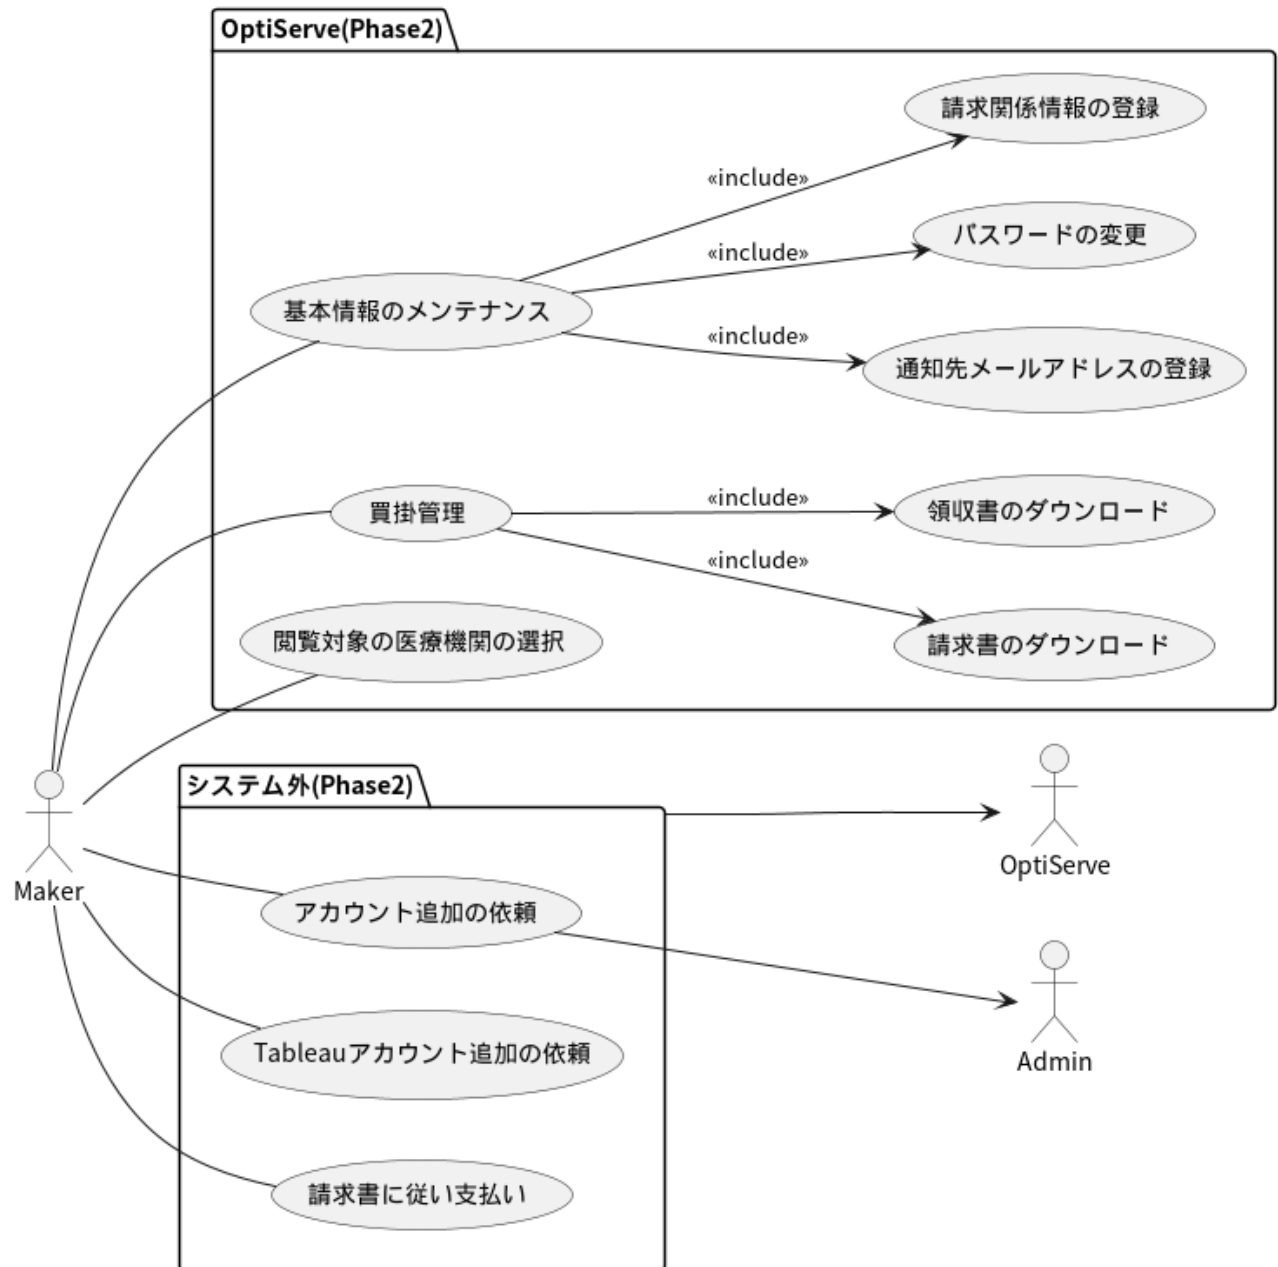 OptiServe(Phase2)
請求関係情報の登録
«include»
パスワードの変更
«include»
基本情報のメンテナンス
«include»
通知先メールアドレスの登録
«include»
買掛管理
領収書のダウンロード
«include»
閲覧対象の医療機関の選択
請求書のダウンロード
システム外(Phase2)
OptiServe
Maker
アカウント追加の依頼
Admin
Tableauアカウント追加の依頼
請求書に従い支払い